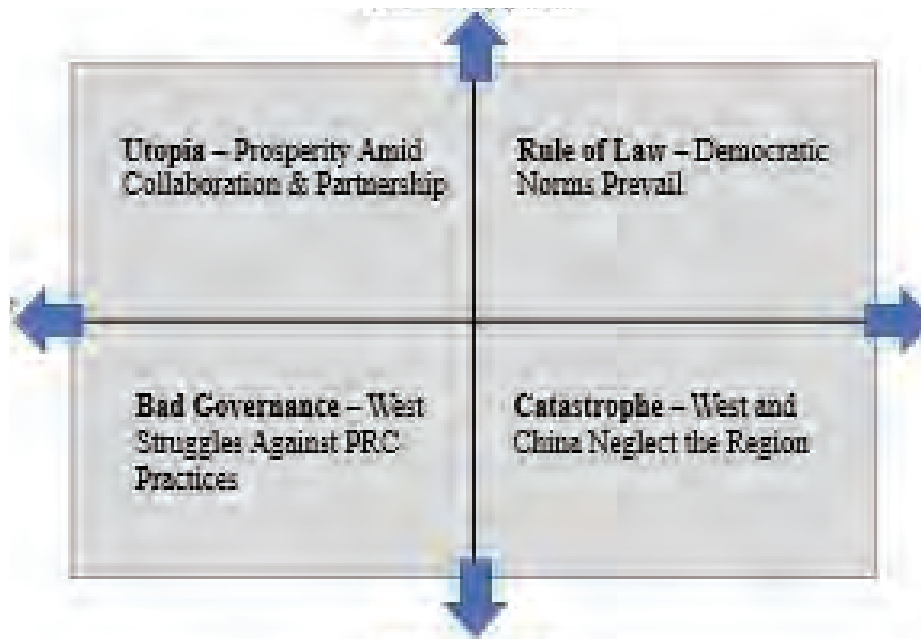 Utopia – Prosperity Amid
Collaboration & Partnership
Rule of Law – Democratic
Norms Prevail
Bad Governance – West
Struggles Against PRC
Practices
Catastrophe – West and
China Neglect the Region